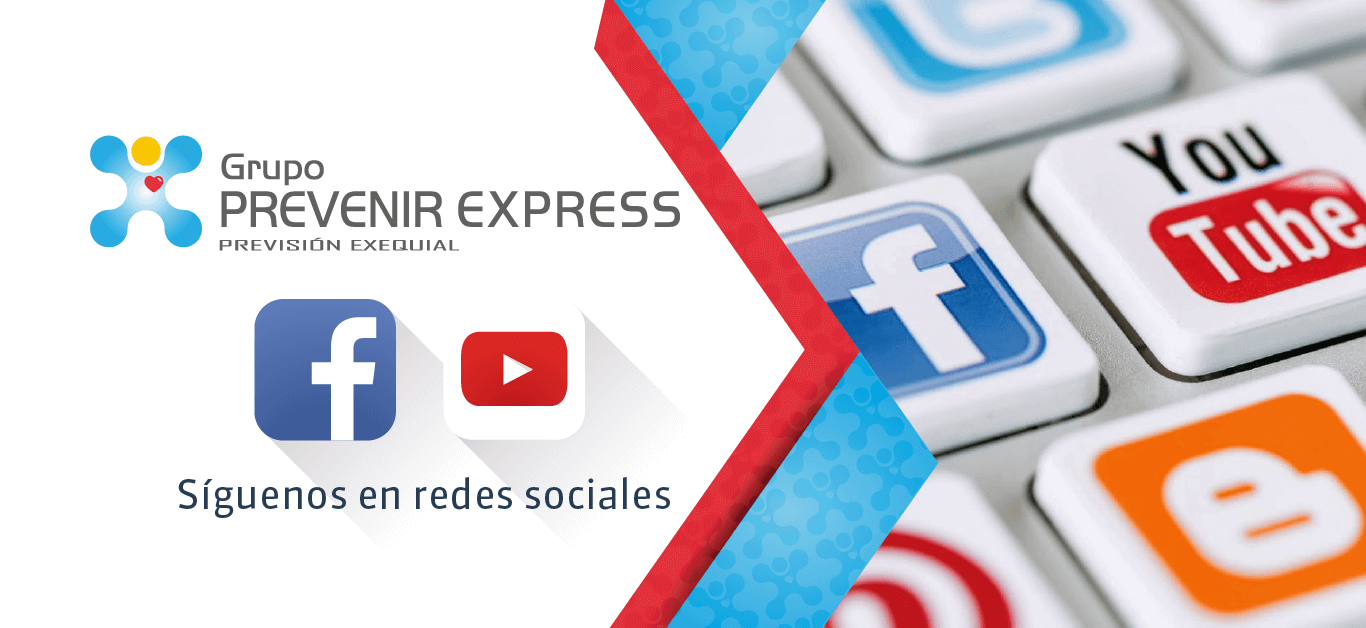 Grupo
PREVENIR EXPRESS
PREVISIÓN EXEQUIAL
Síguenos en redes sociales
You
Tube